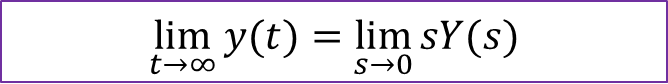 lim y(t) = lim sY(s)
t→∞ s→0